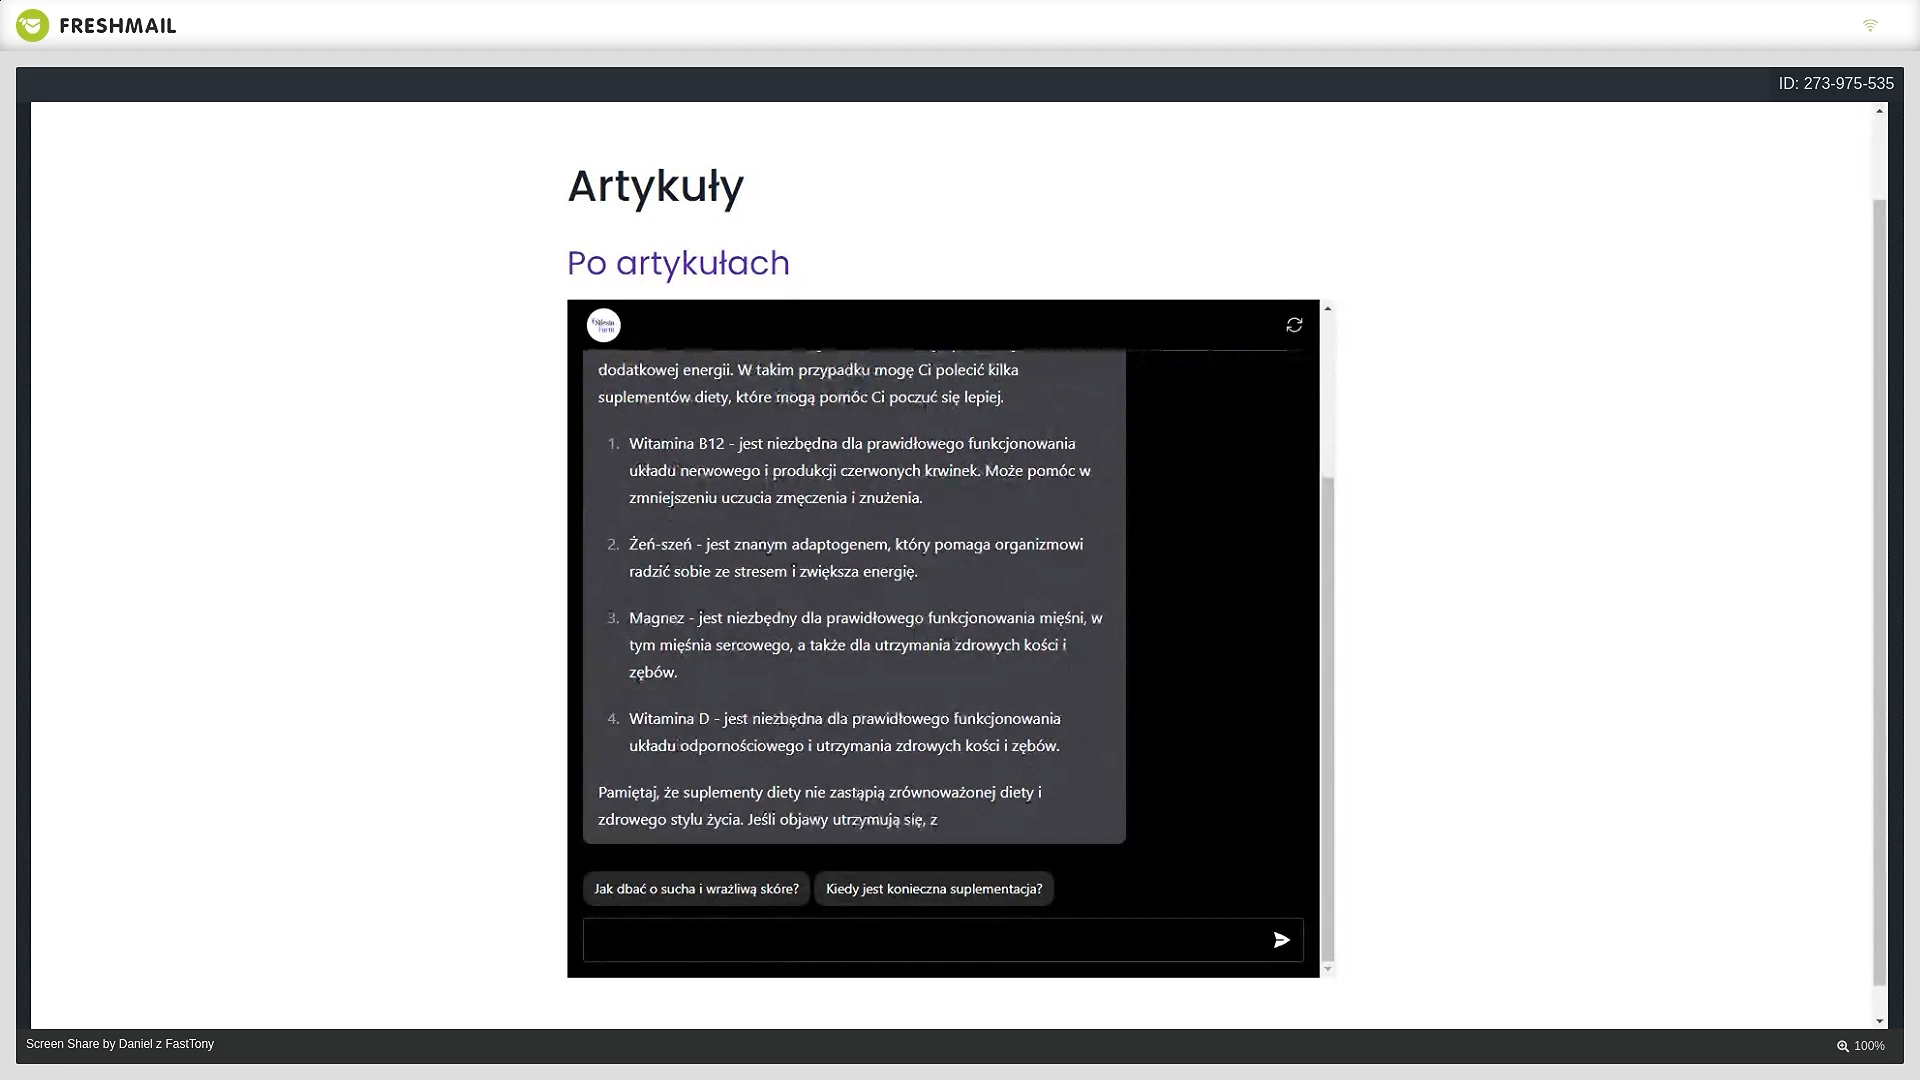 FRESHMAIL
ID: 273-975-535
Artykuły
Po artykułach
dodatkowej energii. W takim przypadku mogę Ci polecić kilka
suplementów diety, które mogą pomóc Ci poczuć się lepiej.
1. Witamina B12 - jest niezbędna dla prawidłowego funkcjonowania
układu nerwowego i produkcji czerwonych krwinek. Może pomóc w
zmniejszeniu uczucia zmęczenia i znużenia.
2. Żeń-szeń - jest znanym adaptogenem, który pomaga organizmowi
radzić sobie ze stresem i zwiększa energię.
3. Magnez - jest niezbędny dla prawidłowego funkcjonowania mięśni, w
tym mięśnia sercowego, a także dla utrzymania zdrowych kości i
zębów.
4. Witamina D - jest niezbędna dla prawidłowego funkcjonowania
układu odpornościowego i utrzymania zdrowych kości i zębów.
Pamiętaj, że suplementy diety nie zastąpią zrównoważonej diety i
zdrowego stylu życia. Jeśli objawy utrzymują się, z
Jak dbać o sucha i wrażliwą skóre?
Kiedy jest konieczna suplementacja?
Screen Share by Daniel z FastTony
100%